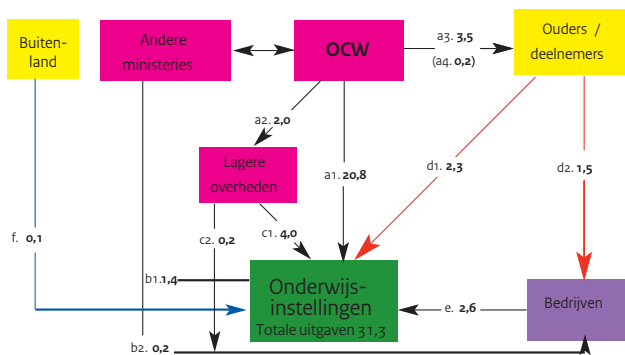 Buiten-
land
Andere
ministeries
OCW
a3. 3,5
(a4. 0,2)
Ouders /
deelnemers
a2. 2,0
Lagere
overheden
a1. 20,8
d1. 2,3
d2. 1,5
f. 0,1
c2. 0,2
c1. 4,0
b1. 1,4
Onderwijs-
instellingen
Totale uitgaven 31,3
e. 2,6
Bedrijven
b2. 0,2